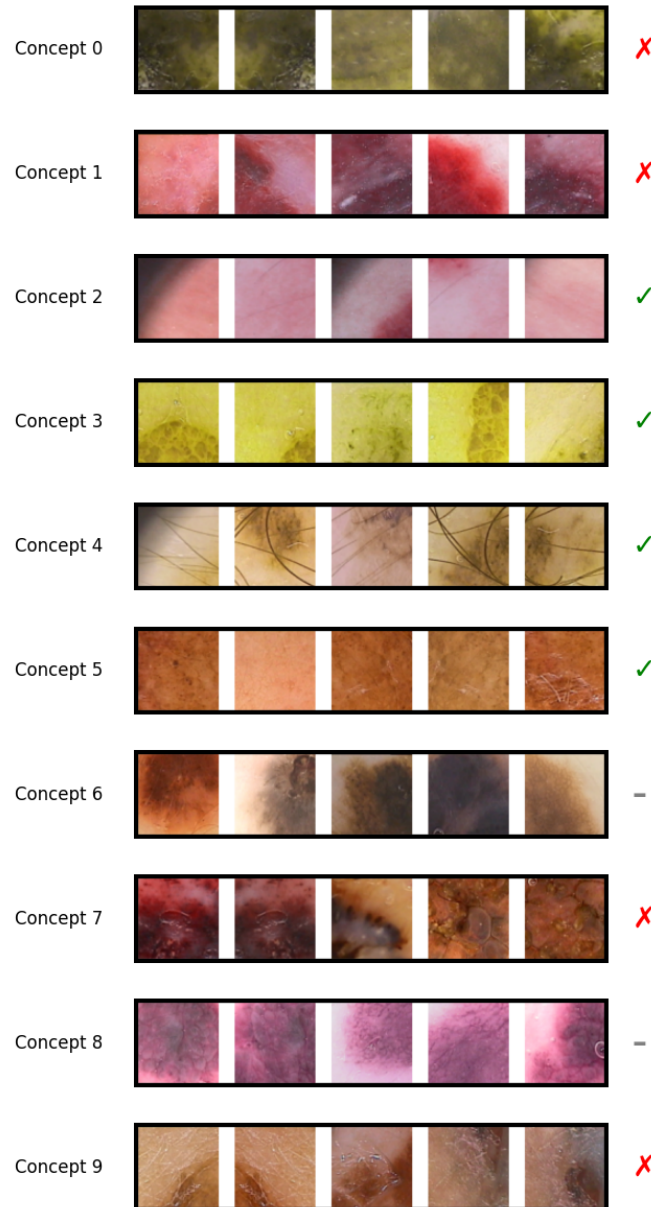 Concept 0 ✗
Concept 1 ✗
Concept 2 ✓
Concept 3 ✓
Concept 4 ✓
Concept 5 ✓
Concept 6 –
Concept 7 ✗
Concept 8 –
Concept 9 ✗